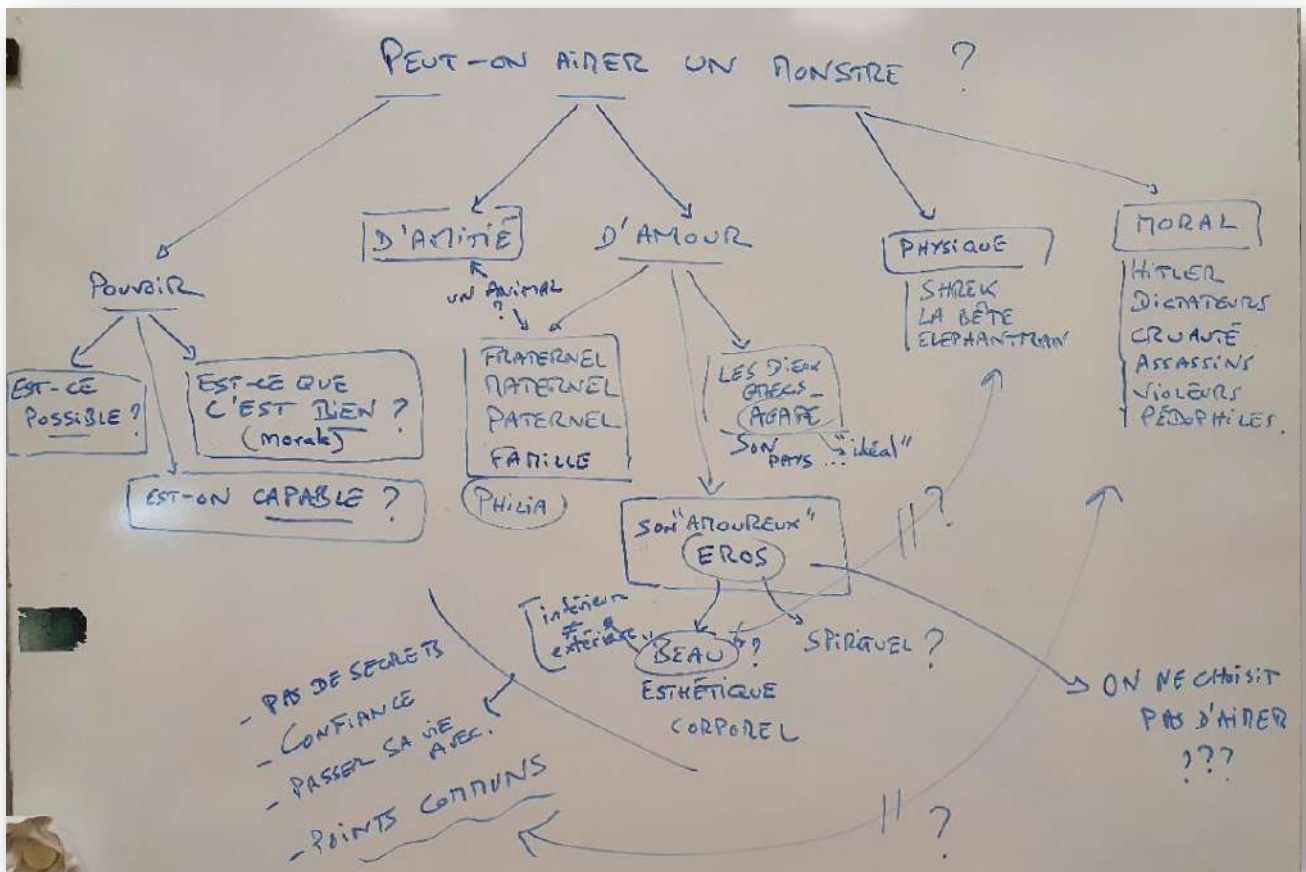 PEUT-ON AIMER UN MONSTRE ?
POUVOIR
EST-CE
POSSIBLE ?
EST-CE QUE
C'EST BIEN ?
(morale)
EST-ON CAPABLE ?
D'AMITIÉ
UN ANIMAL
?
D'AMOUR
FRATERNEL
MATERNEL
PATERNEL
FAMILLE
PHILIA
LES DIEUX
GRECS
AGAPE
SON
PAYS ... "idéal"
SON "AMOUREUX"
EROS
intérieur
≠
extérieur
"BEAU" ?
ESTHÉTIQUE
CORPOREL
SPIRITUEL ?
ON NE CHOISIT
PAS D'AIMER
???
- PAS DE SECRETS
- CONFIANCE
- PASSER SA VIE
AVEC.
- POINTS COMMUNS
PHYSIQUE
SHREK
LA BÊTE
ELEPHANTMAN
MORAL
HITLER
DICTATEURS
CRUAUTÉ
ASSASSINS
VIOLEURS
PÉDOPHILES.
// ?
// ?